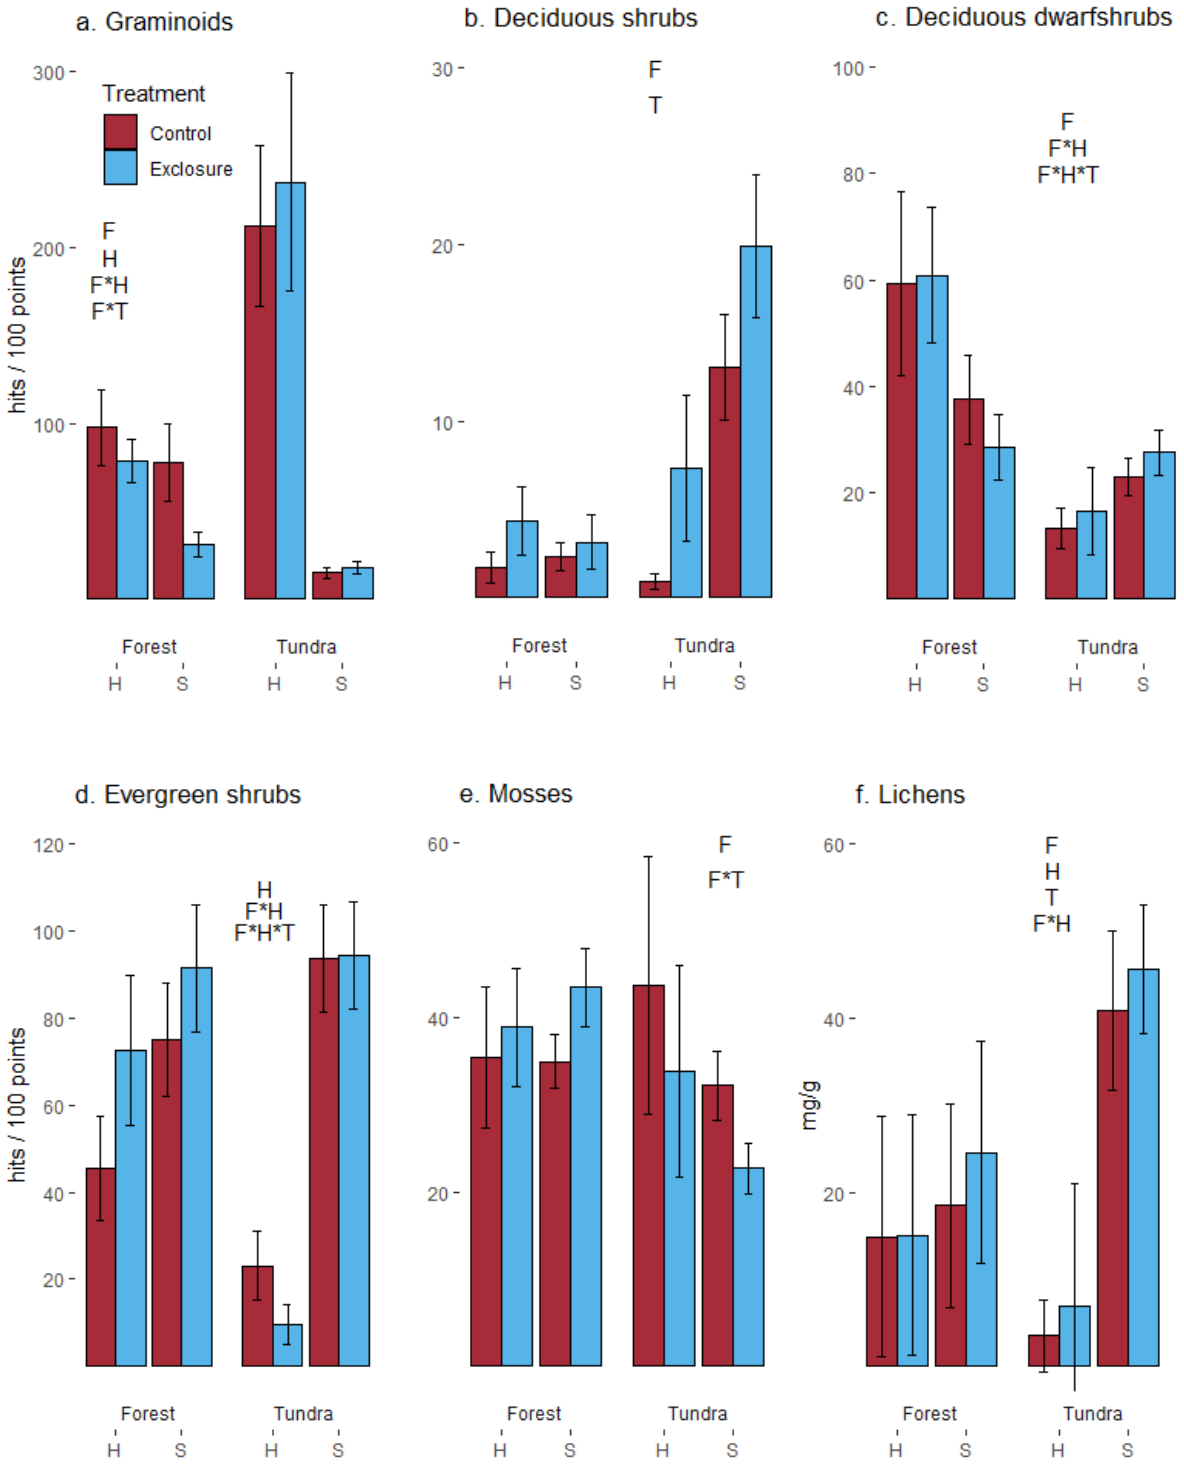 a. Graminoids
300
200
100
hits / 100 points
Treatment
Control
Exclosure
F
H
F*H
F*T
Forest
Tundra
H
S
H
S
b. Deciduous shrubs
30
20
10
F
T
Forest
Tundra
H
S
H
S
c. Deciduous dwarfshrubs
100
80
60
40
20
F
F*H
F*H*T
Forest
Tundra
H
S
H
S
d. Evergreen shrubs
120
100
80
60
40
20
hits / 100 points
H
F*H
F*H*T
Forest
Tundra
H
S
H
S
e. Mosses
60
40
20
F
F*T
Forest
Tundra
H
S
H
S
f. Lichens
60
40
20
mg/g
F
H
T
F*H
Forest
Tundra
H
S
H
S